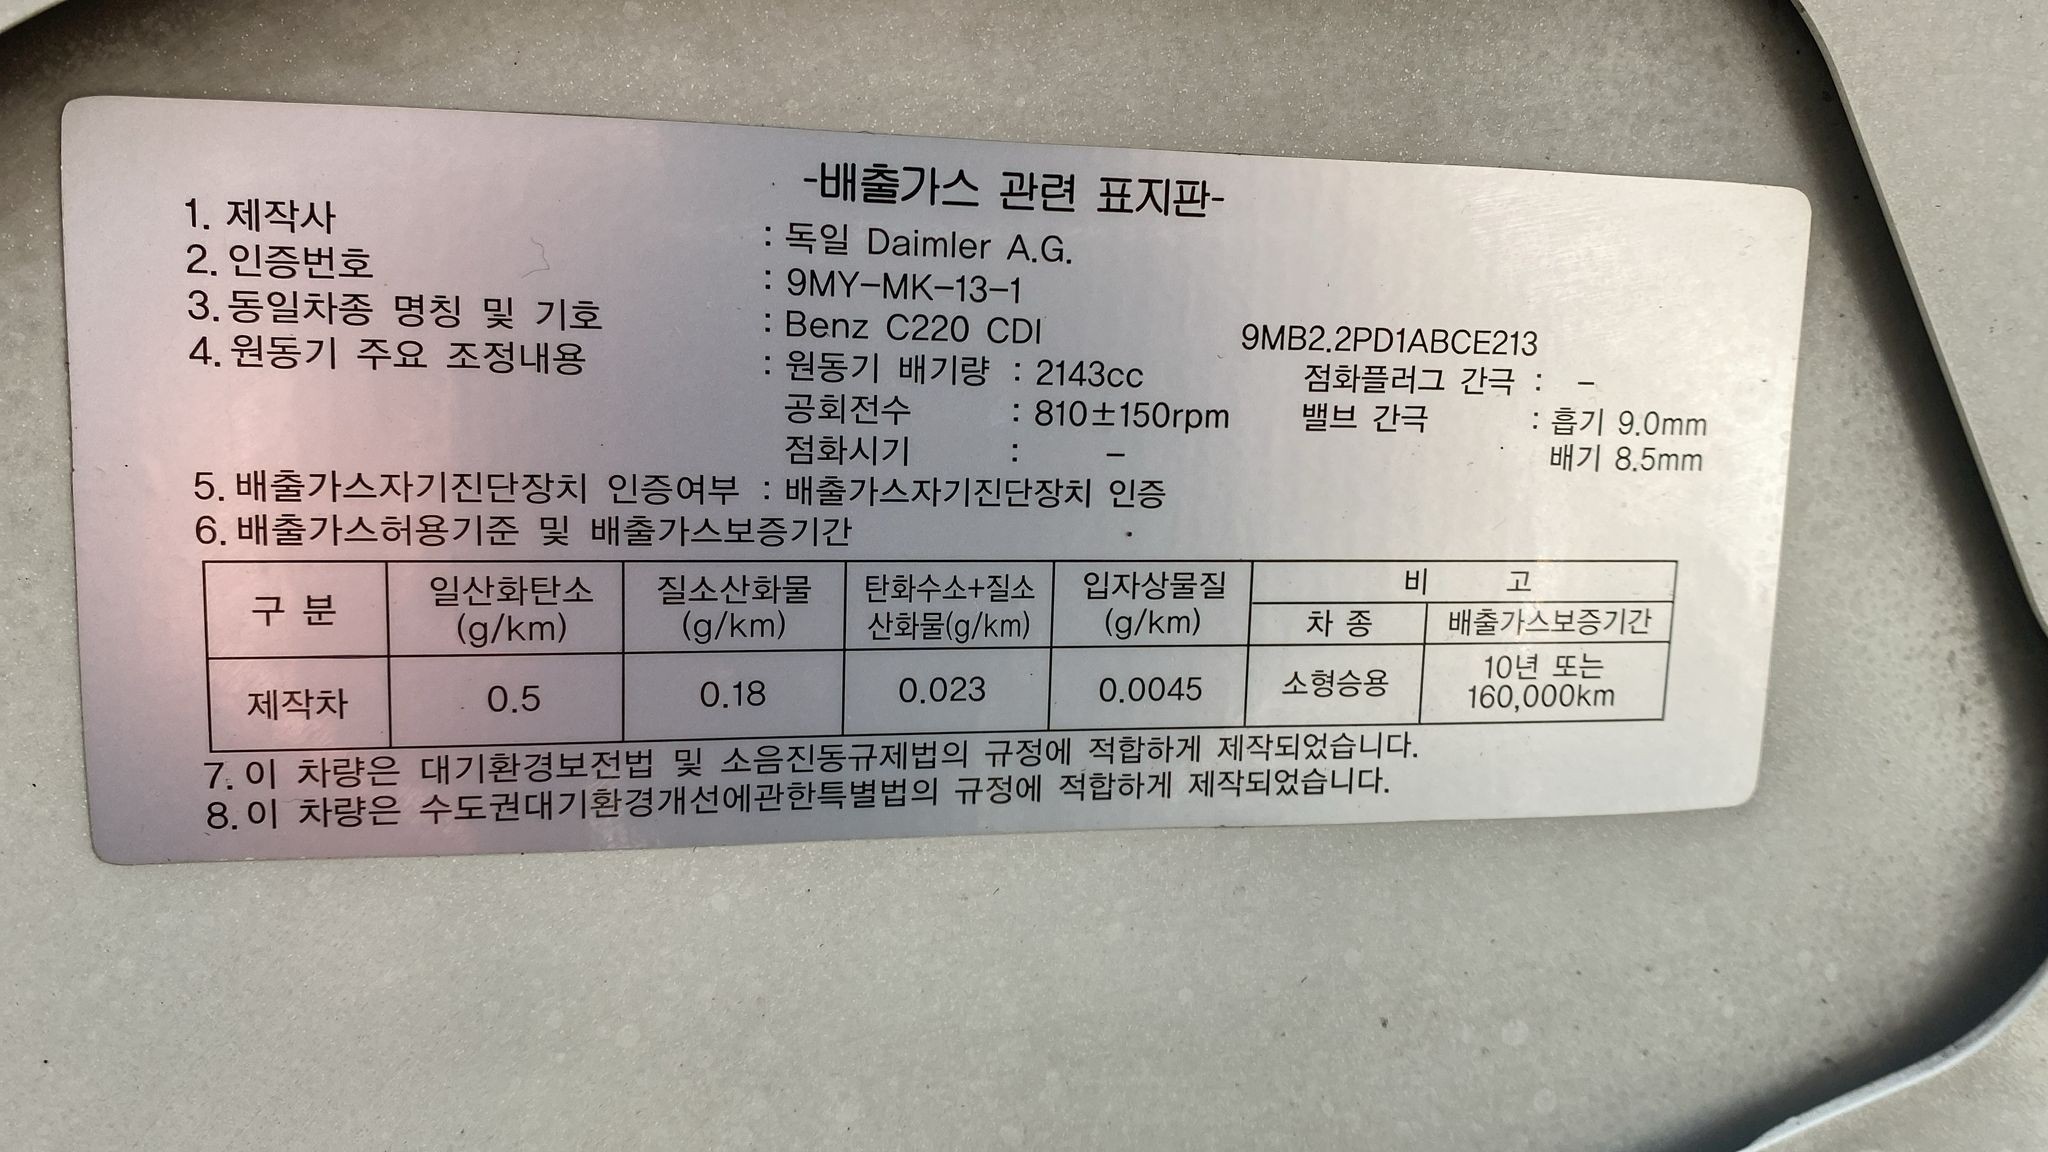 -배출가스 관련 표지판-
1. 제작사 : 독일 Daimler A.G.
2. 인증번호 : 9MY-MK-13-1
3. 동일차종 명칭 및 기호 : Benz C220 CDI 9MB2.2PD1ABCE213
4. 원동기 주요 조정내용 : 원동기 배기량 : 2143cc 점화플러그 간극 : -
공회전수 : 810±150rpm 밸브 간극 : 흡기 9.0mm
점화시기 : - 배기 8.5mm
5. 배출가스자기진단장치 인증여부 : 배출가스자기진단장치 인증
6. 배출가스허용기준 및 배출가스보증기간
구 분 일산화탄소 (g/km) 질소산화물 (g/km) 탄화수소+질소 산화물(g/km) 입자상물질 (g/km) 비 고
차 종 배출가스보증기간
제작차 0.5 0.18 0.023 0.0045 소형승용 10년 또는 160,000km
7. 이 차량은 대기환경보전법 및 소음진동규제법의 규정에 적합하게 제작되었습니다.
8. 이 차량은 수도권대기환경개선에관한특별법의 규정에 적합하게 제작되었습니다.